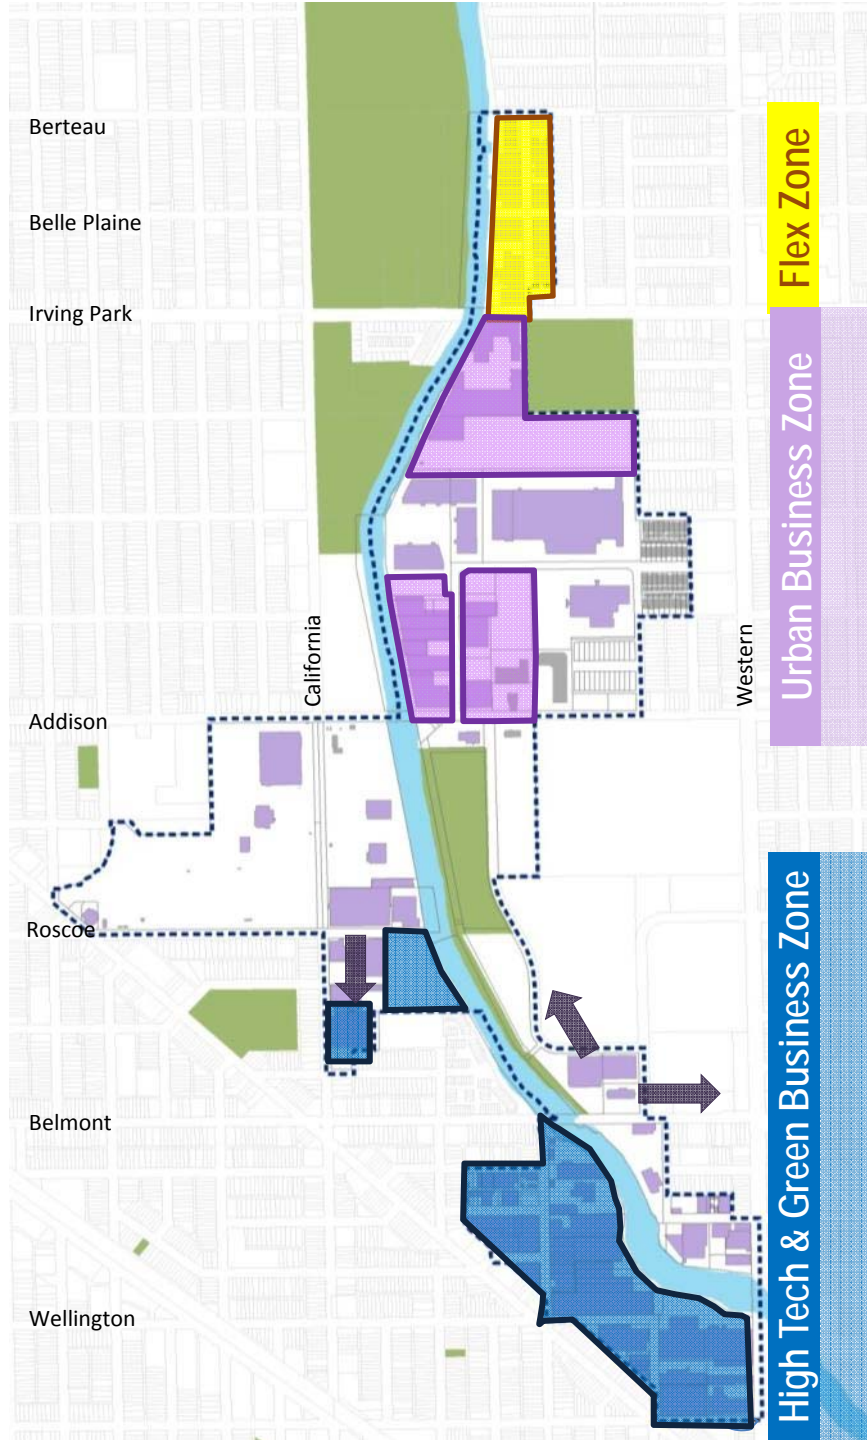 Berteau
Belle Plaine
Irving Park
California
Western
Addison
Roscoe
Belmont
Wellington
Flex Zone
Urban Business Zone
High Tech & Green Business Zone